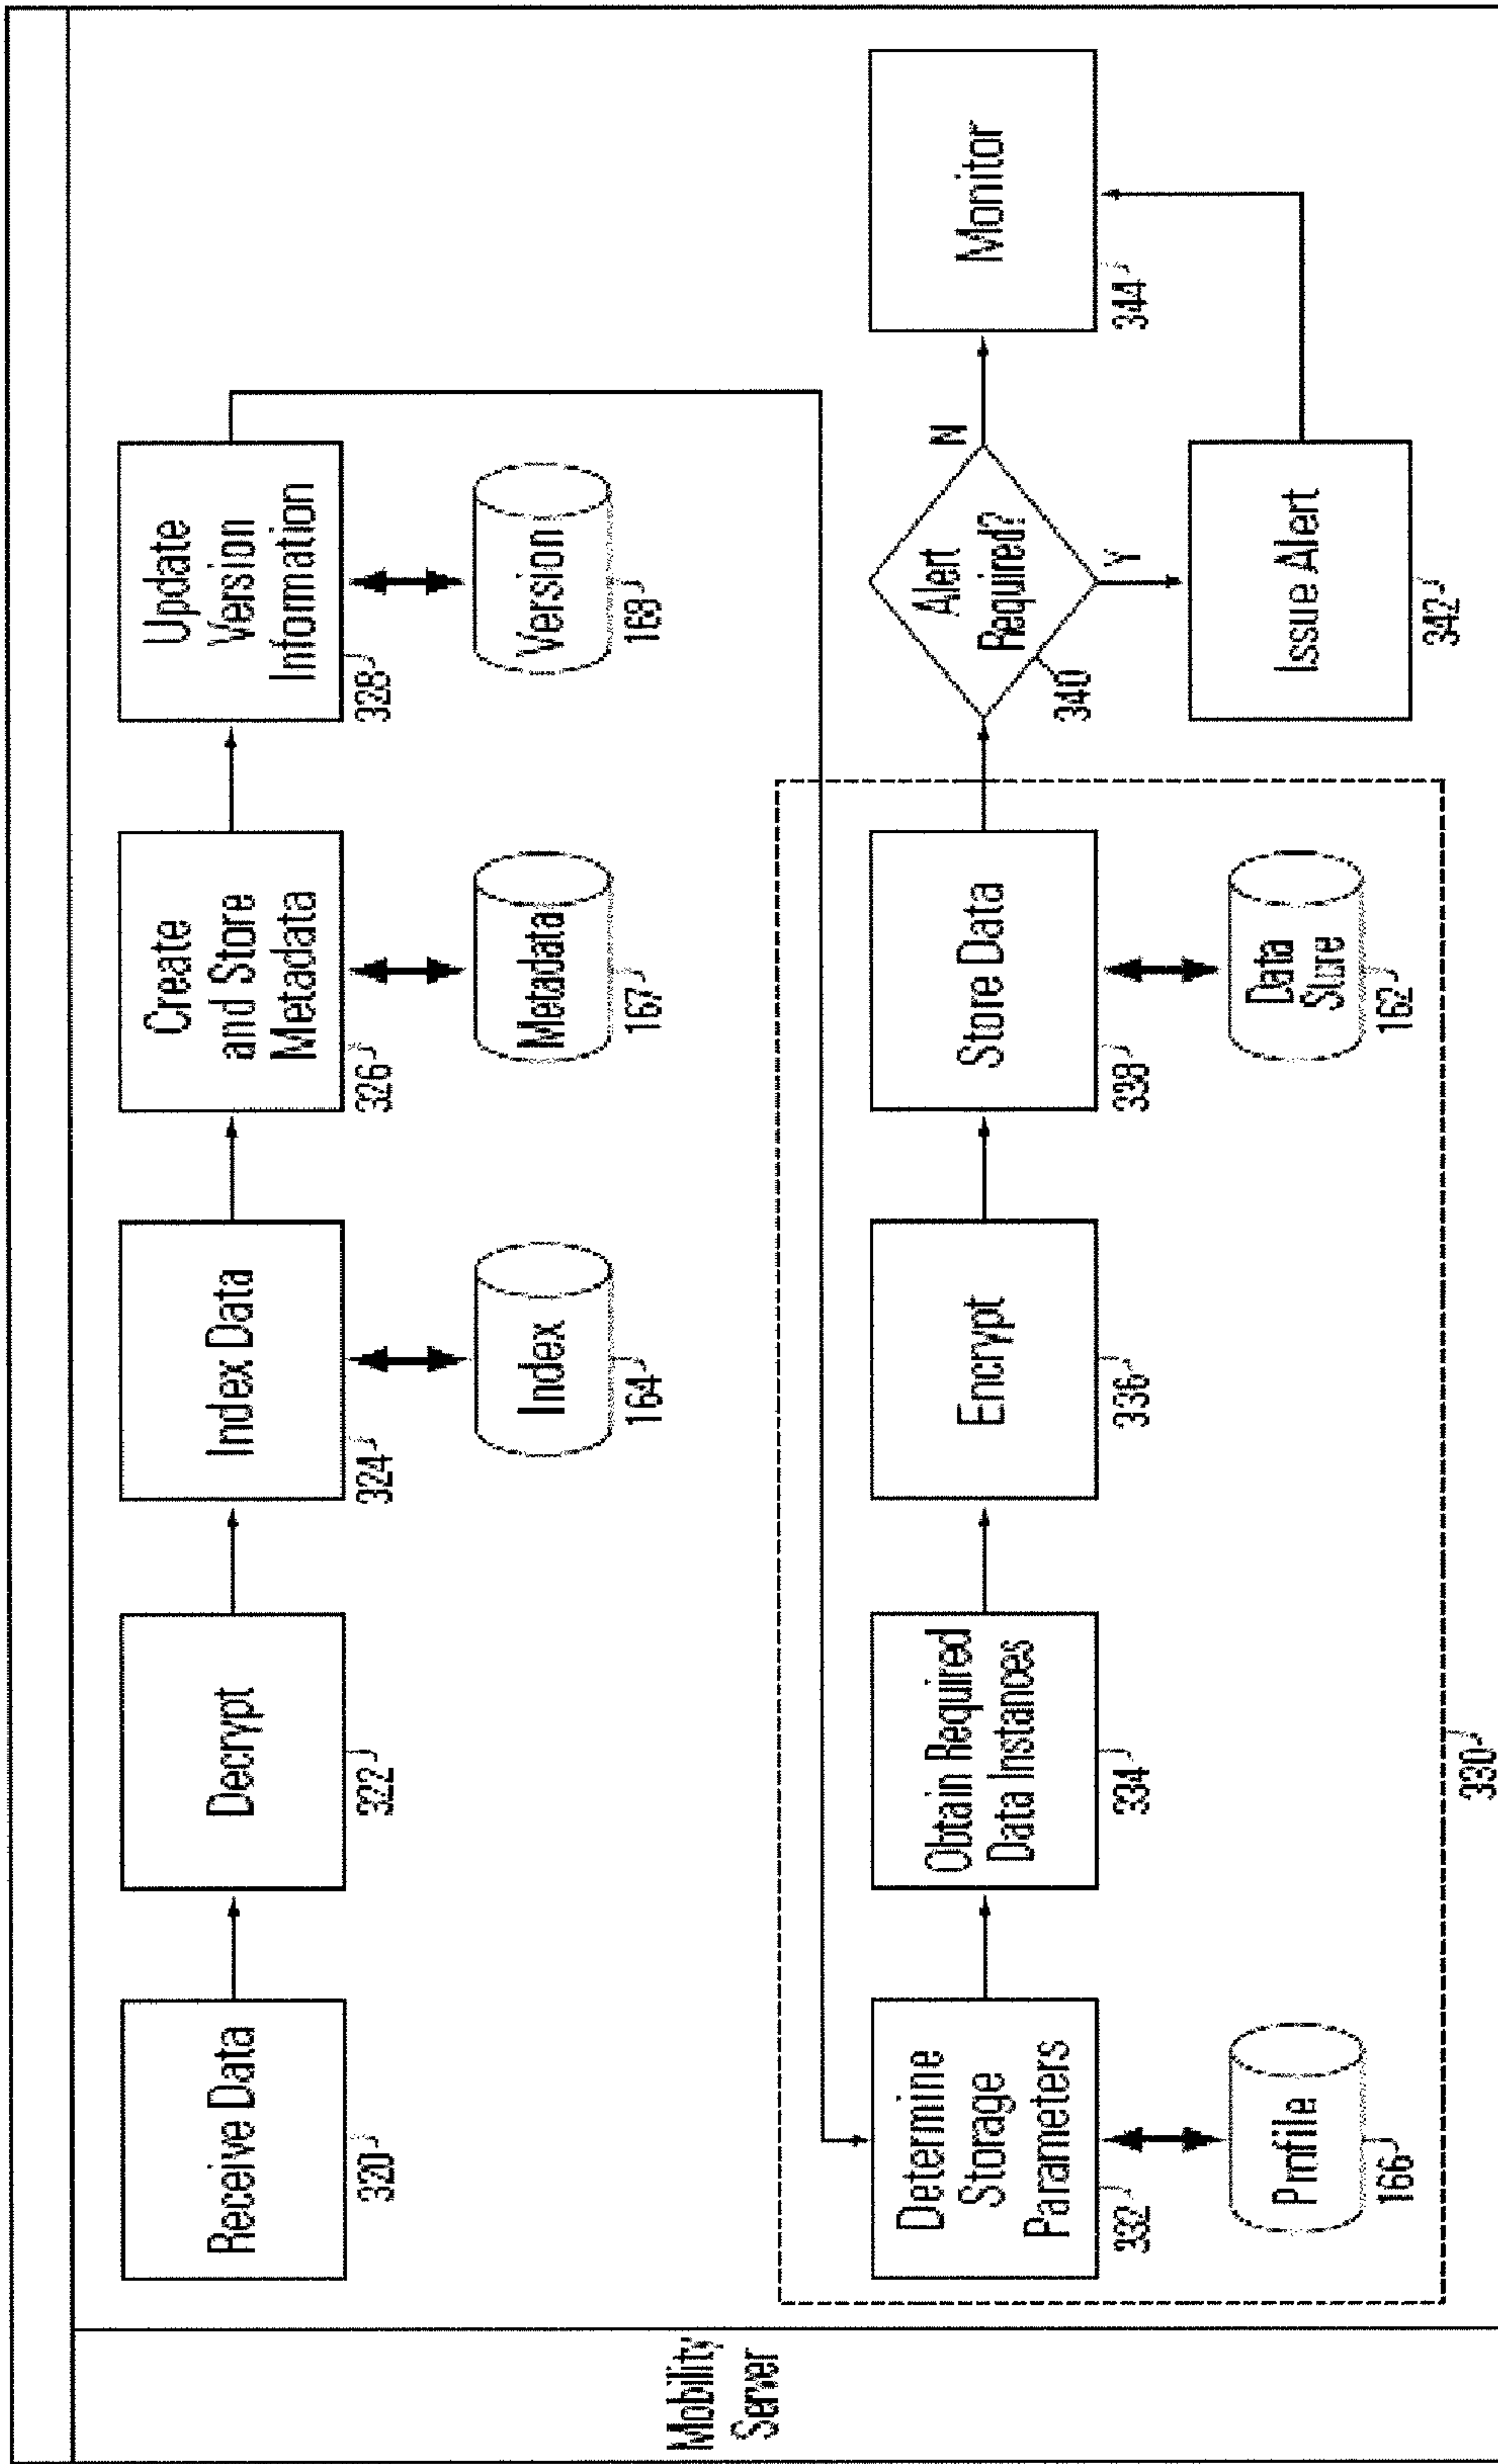 Mobility
Server
Receive Data
320
Decrypt
322
Index Data
324
Index
164
Create
and Store
Metadata
326
Metadata
167
Update
Version
Information
328
Version
168
Determine
Storage
Parameters
332
Profile
166
Obtain Required
Data Instances
334
Encrypt
336
Store Data
338
Data
Store
162
330
Alert
Required?
340
N
Y
Issue Alert
342
Monitor
344